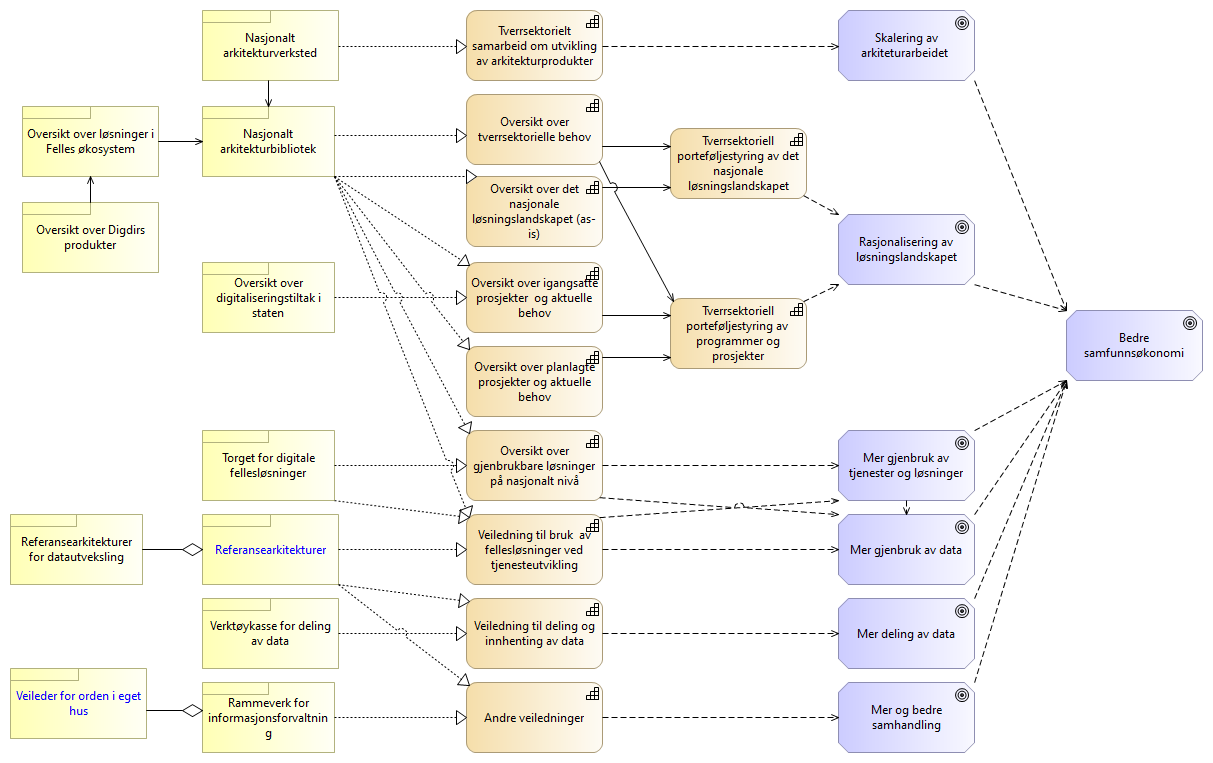 Nasjonalt
arkitekturverksted
Tverrsektorielt
samarbeid om utvikling
av arkitekturprodukter
Skalering av
arkiteturarbeidet
Oversikt over løsninger i
Felles økosystem
Nasjonalt
arkitekturbibliotek
Oversikt over
tverrsektorielle behov
Tverrsektoriell
porteføljestyring av det
nasjonale
løsningslandskapet
Oversikt over det
nasjonale
løsningslandskapet (as-
is)
Oversikt over Digdirs
produkter
Rasjonalisering av
løsningslandskapet
Oversikt over
digitaliseringstiltak i
staten
Oversikt over igangsatte
prosjekter  og aktuelle
behov
Tverrsektoriell
porteføljestyring av
programmer og
prosjekter
Bedre
samfunnsøkonomi
Oversikt over planlagte
prosjekter og aktuelle
behov
Torget for digitale
fellesløsninger
Oversikt over
gjenbrukbare løsninger
på nasjonalt nivå
Mer gjenbruk av
tjenester og løsninger
Referansearkitekturer
for datautveksling
Referansearkitekturer
Veiledning til bruk  av
fellesløsninger ved
tjenesteutvikling
Mer gjenbruk av data
Verktøykasse for deling
av data
Veiledning til deling og
innhenting av data
Mer deling av data
Veileder for orden i eget
hus
Rammeverk for
informasjonsforvaltnin
g
Andre veiledninger
Mer og bedre
samhandling